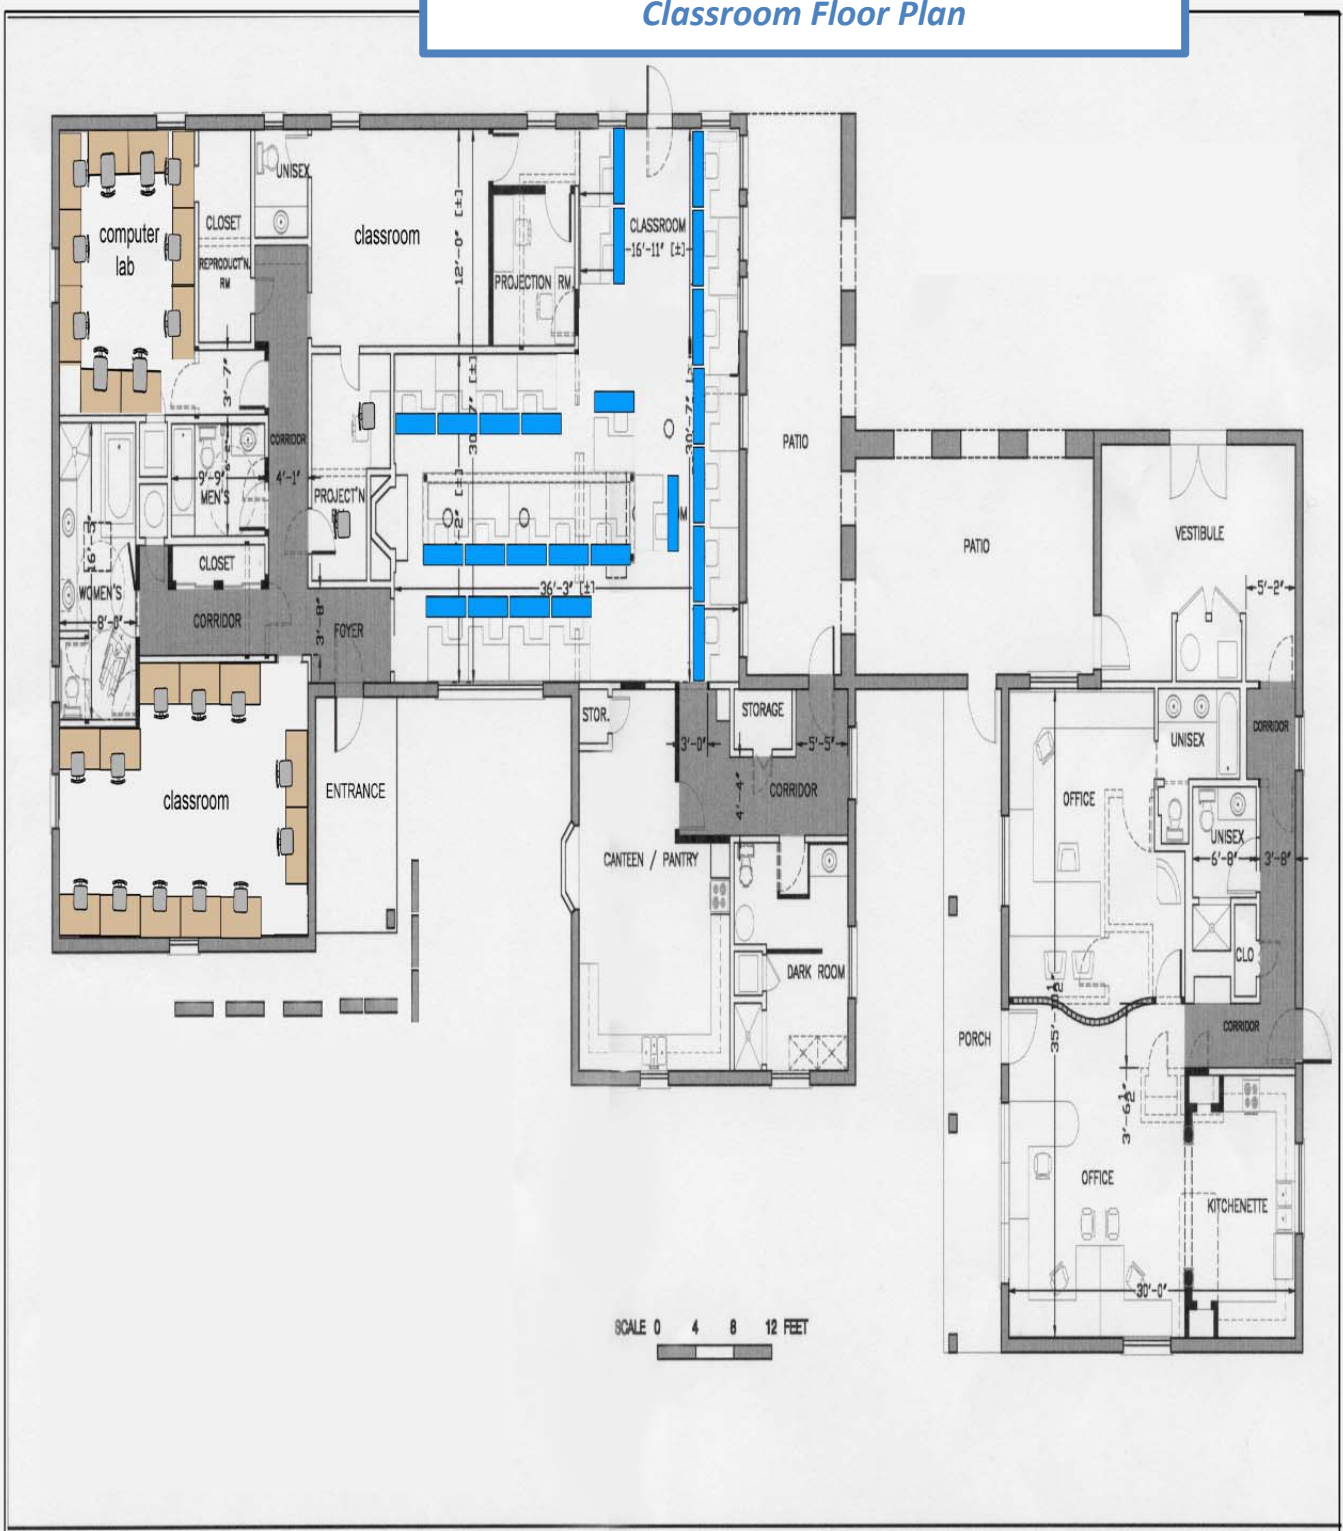 Classroom Floor Plan
computer
lab
CLOSET
REPRODUCT'N.
RM
UNISEX
classroom
12'-0" [±]
PROJECTION RM
CLASSROOM
16'-11" [±]
3'-7"
CORRIDOR
4'-1"
9'-9"
MEN'S
PROJECT'N
CLOSET
WOMEN'S
8'-0"
CORRIDOR
3'-8"
FOYER
36'-3" [±]
PATIO
PATIO
VESTIBULE
5'-2"
classroom
ENTRANCE
STOR.
3'-0"
STORAGE
5'-5"
4'-4"
CORRIDOR
CANTEEN / PANTRY
DARK ROOM
UNISEX
CORRIDOR
OFFICE
UNISEX
6'-8"
3'-8"
CLO
CORRIDOR
PORCH
OFFICE
KITCHENETTE
30'-0"
SCALE 0 4 8 12 FEET